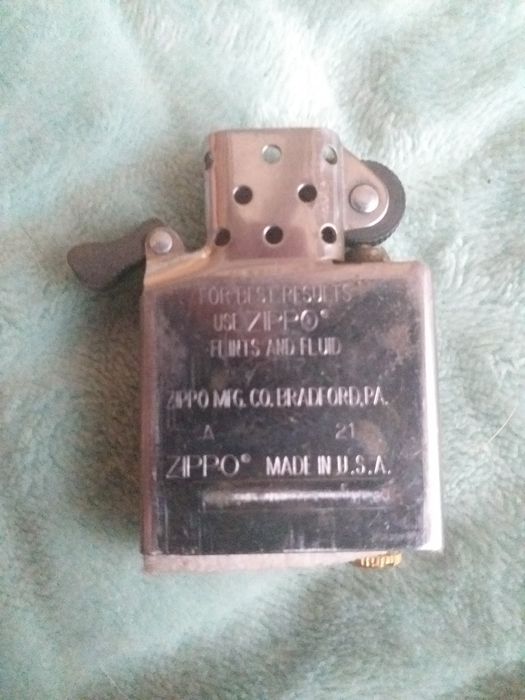 FOR BEST RESULTS
USE ZIPPO®
FLINTS AND FLUID
ZIPPO MFG. CO. BRADFORD, PA.
A 21
ZIPPO® MADE IN U.S.A.